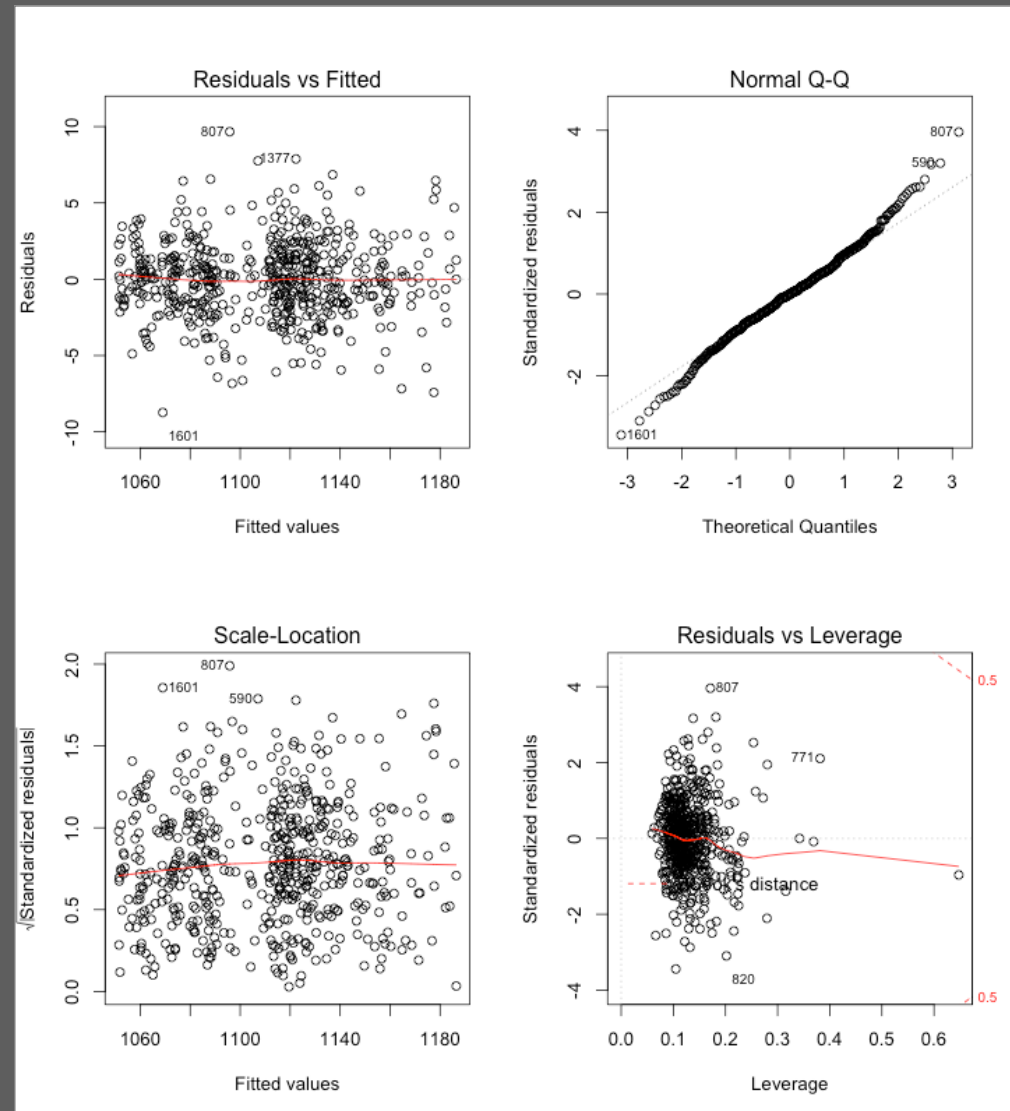 Residuals vs Fitted
Residuals
10
5
0
-5
-10
807
1377
1601
1060 1100 1140 1180
Fitted values
Normal Q-Q
Standardized residuals
4
2
0
-2
807
590
1601
-3 -2 -1 0 1 2 3
Theoretical Quantiles
Scale-Location
√|Standardized residuals|
2.0
1.5
1.0
0.5
0.0
807
1601
590
1060 1100 1140 1180
Fitted values
Residuals vs Leverage
Standardized residuals
4
2
0
-2
-4
807
771
s distance
820
0.5
0.5
0.0 0.1 0.2 0.3 0.4 0.5 0.6
Leverage